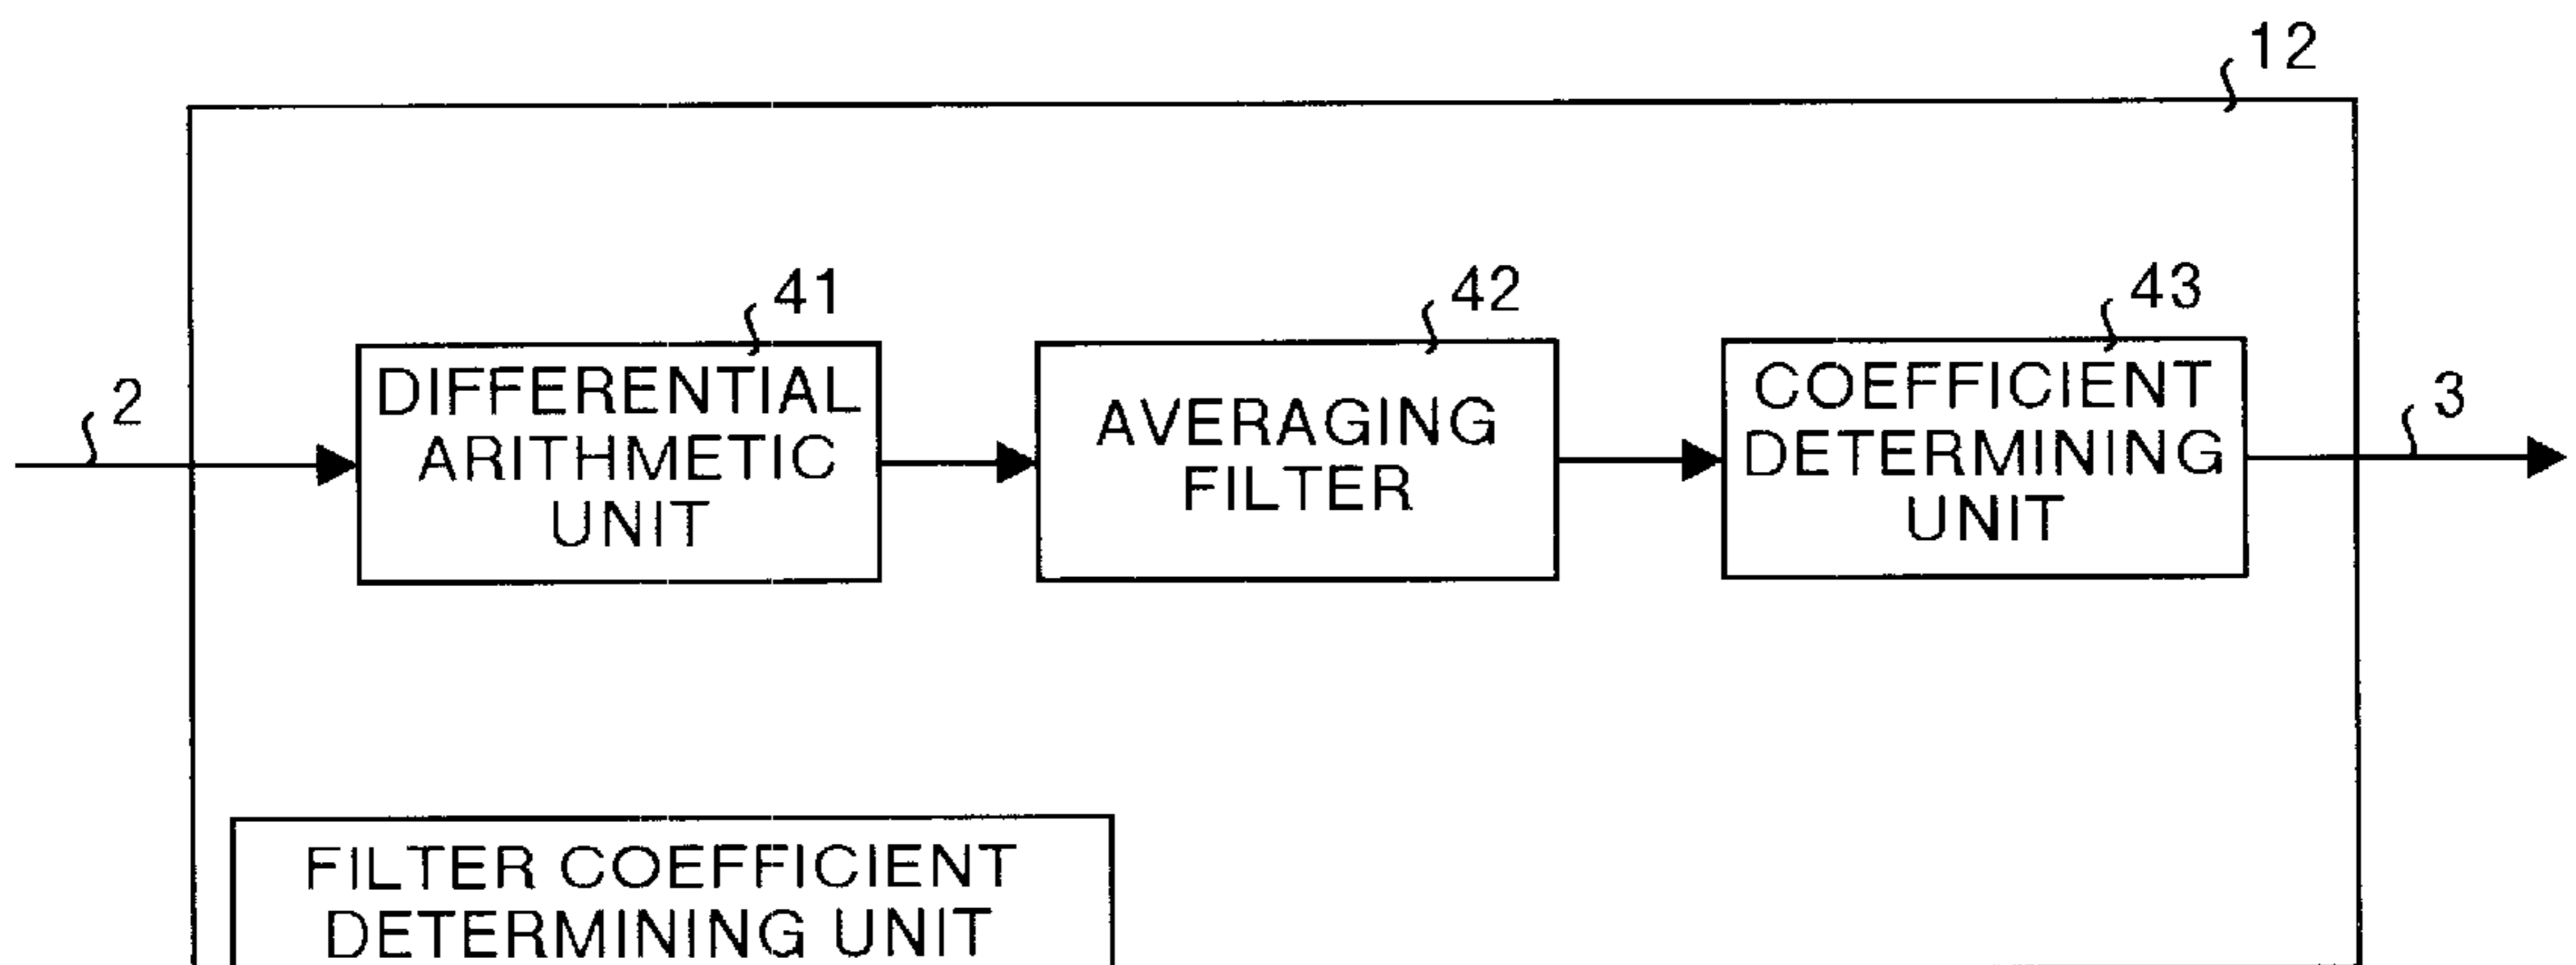 12
41
42
43
2
DIFFERENTIAL
ARITHMETIC
UNIT
AVERAGING
FILTER
COEFFICIENT
DETERMINING
UNIT
3
FILTER COEFFICIENT
DETERMINING UNIT